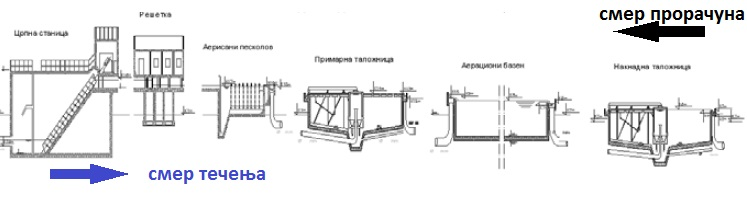 смер прорачуна
Решетка
Црпна станица
Аерисани песколов
Примарна таложница
Аерациони базен
Накнадна таложница
смер течења